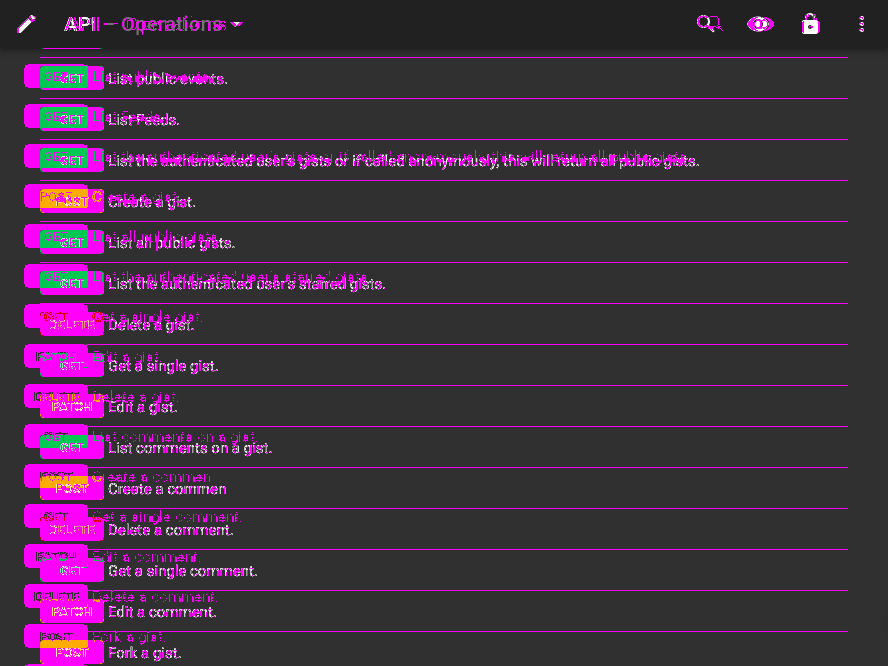 API — Operations
GET List public events.
GET List Feeds.
GET List the authenticated user's gists or if called anonymously, this will return all public gists.
POST Create a gist.
GET List all public gists.
GET List the authenticated user's starred gists.
DELETE Delete a gist.
GET Get a single gist.
PATCH Edit a gist.
GET List comments on a gist.
POST Create a commen
DELETE Delete a comment.
GET Get a single comment.
PATCH Edit a comment.
POST Fork a gist.